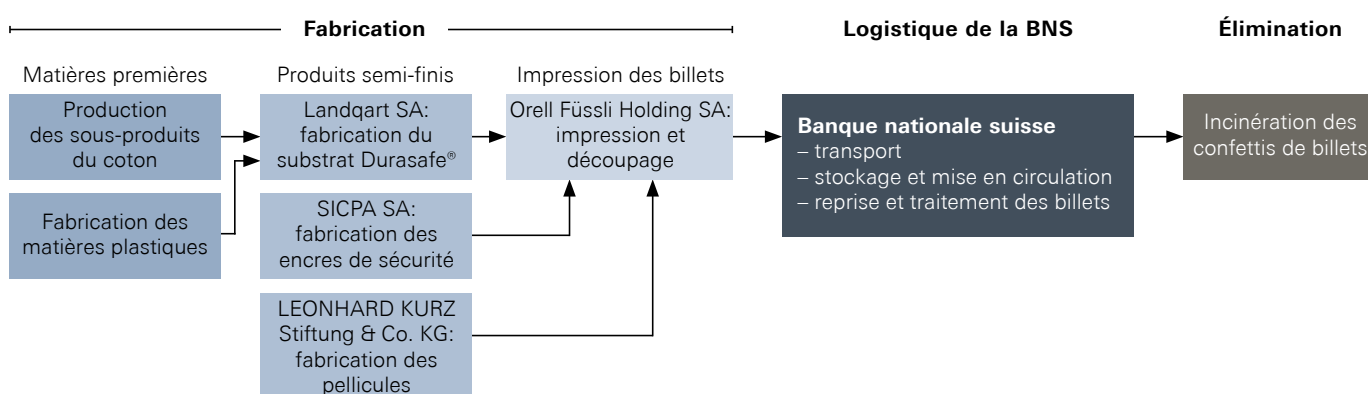 Fabrication
Logistique de la BNS
Élimination
Matières premières
Produits semi-finis
Impression des billets
Production
des sous-produits
du coton
Fabrication des
matières plastiques
Landqart SA:
fabrication du
substrat Durasafe®
SICPA SA:
fabrication des
encres de sécurité
LEONHARD KURZ
Stiftung & Co. KG:
fabrication des
pellicules
Orell Füssli Holding SA:
impression et
découpage
Banque nationale suisse
– transport
– stockage et mise en circulation
– reprise et traitement des billets
Incinération des
confettis de billets